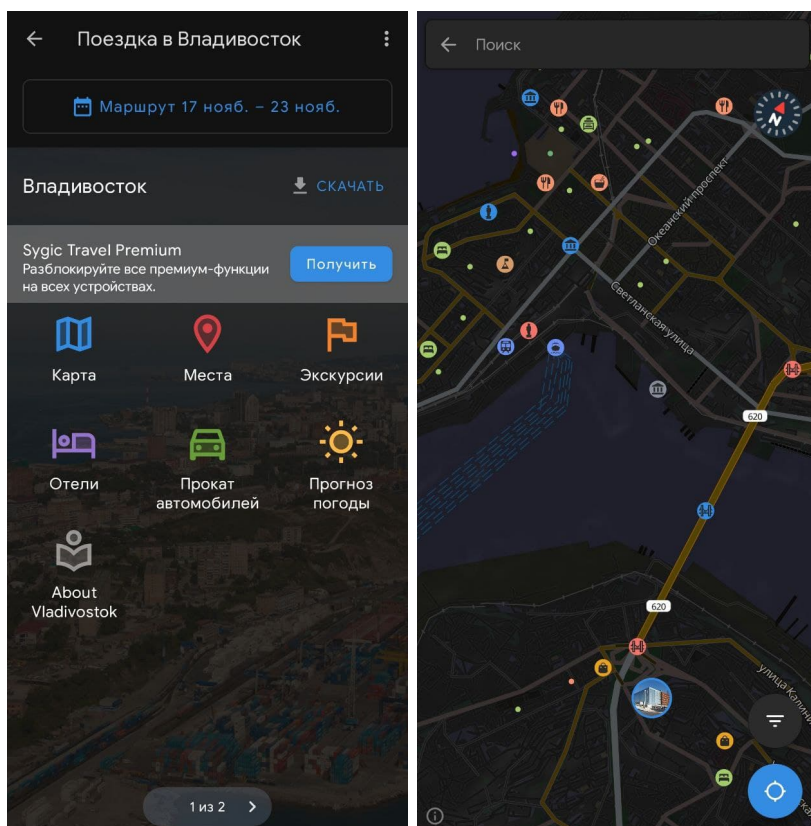 Поездка в Владивосток
Маршрут 17 нояб. – 23 нояб.
Владивосток
СКАЧАТЬ
Sygic Travel Premium
Разблокируйте все премиум-функции
на всех устройствах.
Получить
Карта
Места
Экскурсии
Отели
Прокат
автомобилей
Прогноз
погоды
About
Vladivostok
1 из 2
Поиск
N
Океанский проспект
Светланская улица
620
620